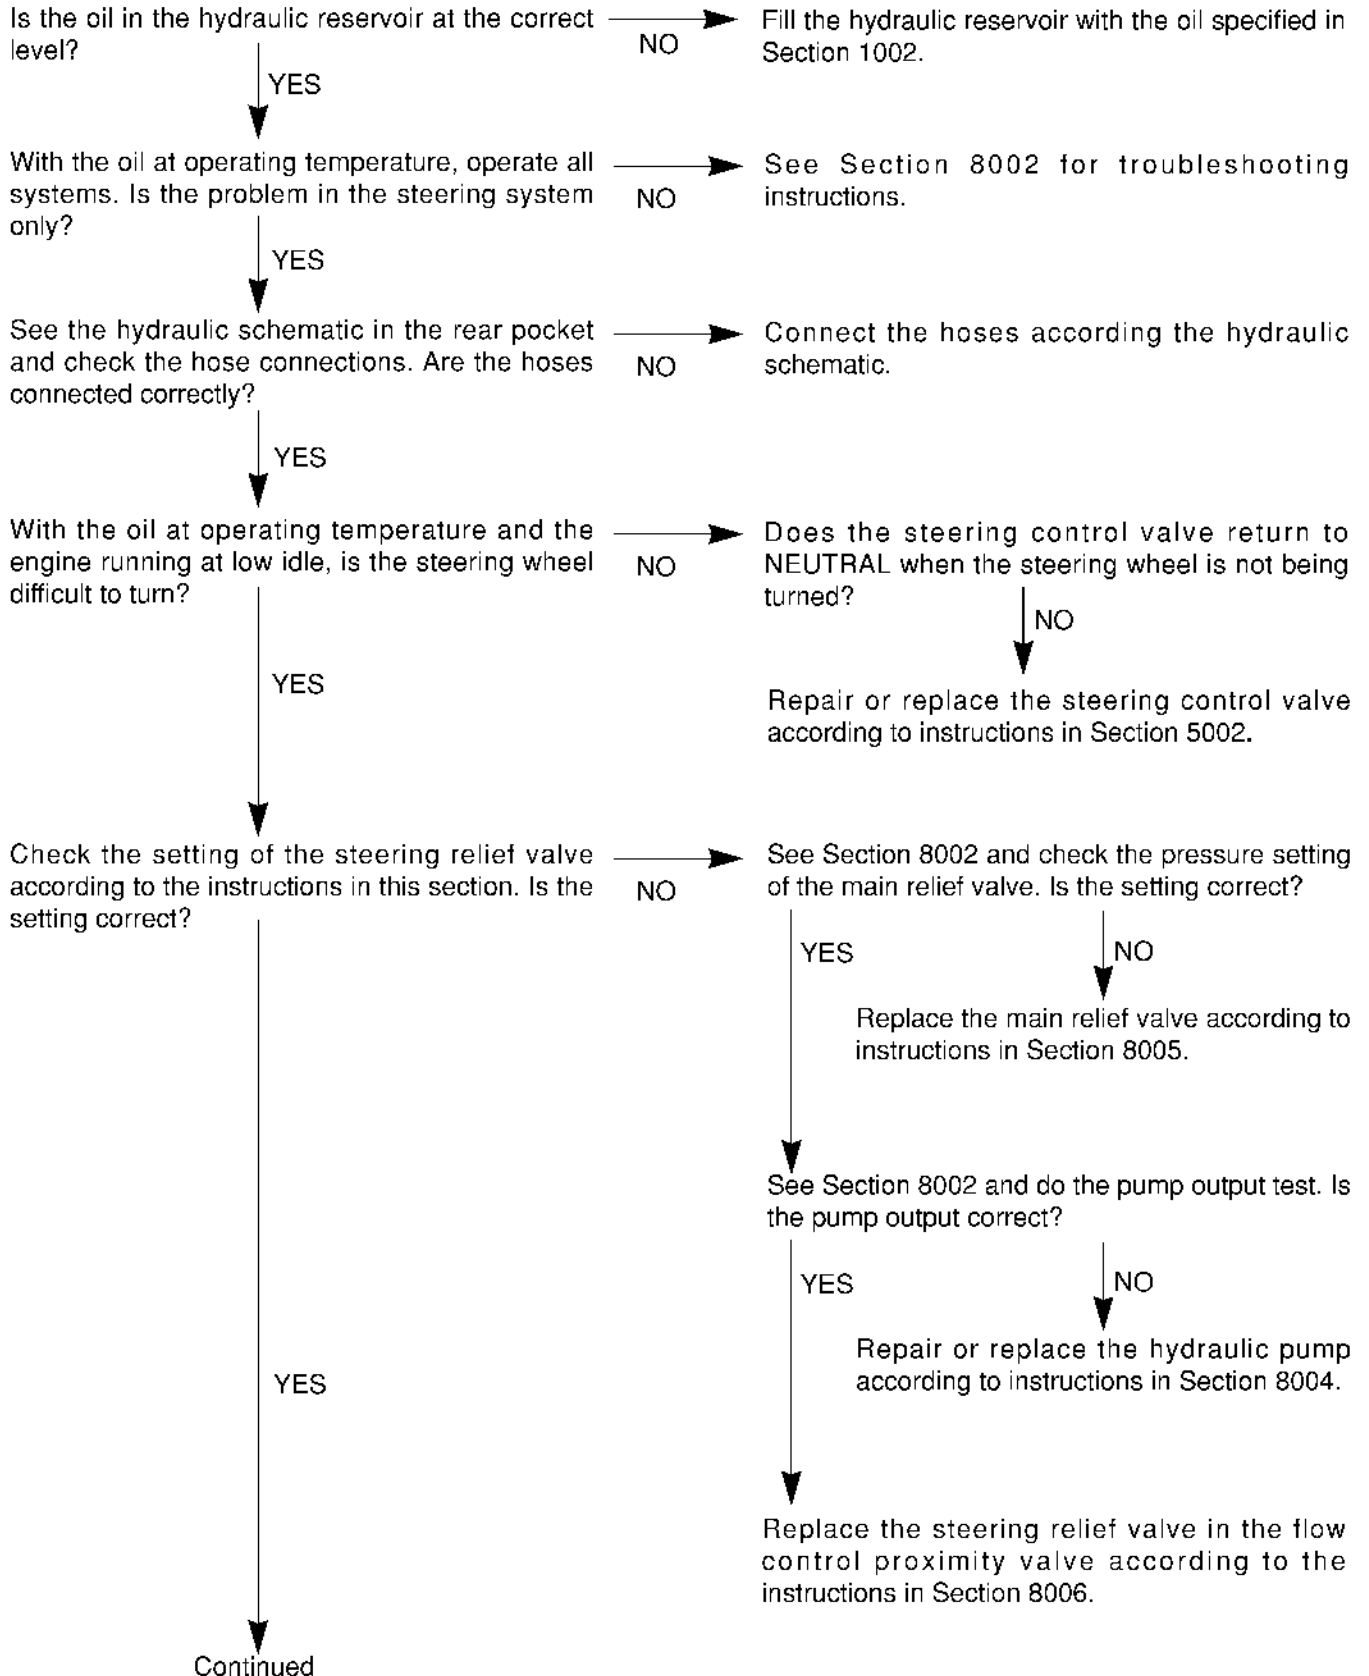 Is the oil in the hydraulic reservoir at the correct
level?
NO
Fill the hydraulic reservoir with the oil specified in
Section 1002.
YES
With the oil at operating temperature, operate all
systems. Is the problem in the steering system
only?
NO
See Section 8002 for troubleshooting
instructions.
YES
See the hydraulic schematic in the rear pocket
and check the hose connections. Are the hoses
connected correctly?
NO
Connect the hoses according the hydraulic
schematic.
YES
With the oil at operating temperature and the
engine running at low idle, is the steering wheel
difficult to turn?
NO
Does the steering control valve return to
NEUTRAL when the steering wheel is not being
turned?
NO
Repair or replace the steering control valve
according to instructions in Section 5002.
YES
Check the setting of the steering relief valve
according to the instructions in this section. Is the
setting correct?
NO
See Section 8002 and check the pressure setting
of the main relief valve. Is the setting correct?
YES
NO
Replace the main relief valve according to
instructions in Section 8005.
See Section 8002 and do the pump output test. Is
the pump output correct?
YES
NO
Repair or replace the hydraulic pump
according to instructions in Section 8004.
YES
Replace the steering relief valve in the flow
control proximity valve according to the
instructions in Section 8006.
Continued